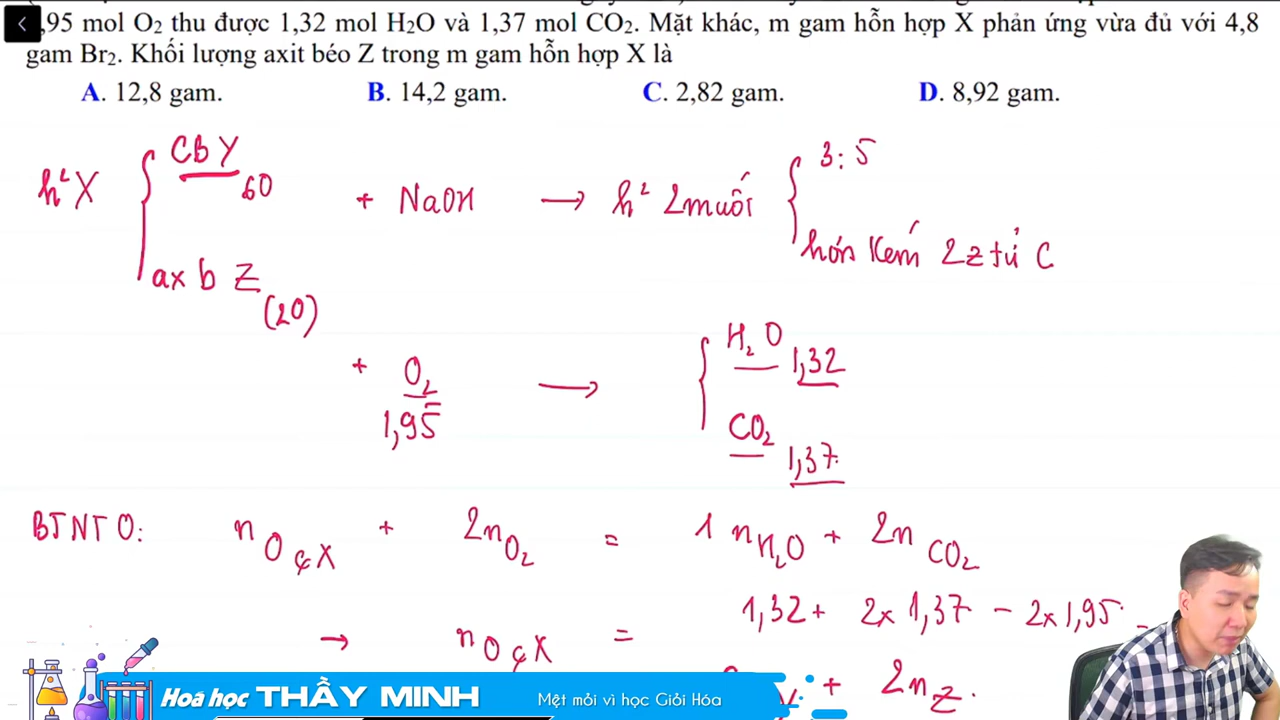 ,95 mol O₂ thu được 1,32 mol H₂O và 1,37 mol CO₂. Mặt khác, m gam hỗn hợp X phản ứng vừa đủ với 4,8
gam Br₂. Khối lượng axit béo Z trong m gam hỗn hợp X là
A. 12,8 gam. B. 14,2 gam. C. 2,82 gam. D. 8,92 gam.
h² X { Cb Y 60
ax b Z (20)
+ NaOH → h² 2 muối { 3:5
hơn kém 2 z tử C
+ O₂ 1,95 → { H₂O 1,32
CO₂ 1,37
BTNT O: n O ç X + 2n O₂ = 1 n H₂O + 2n CO₂
→ n O ç X = 1,32 + 2x 1,37 - 2x 1,95
+ 2n Z.
Hoá học THẦY MINH Mệt mỏi vì học Giỏi Hóa